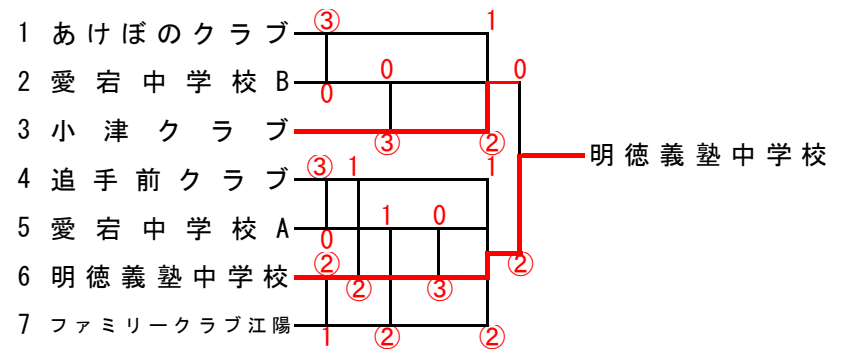 ③ 1
1 あけぼのクラブ
0 0
2 愛宕中学校B
0
3 小津クラブ
③ ②
明徳義塾中学校
③ 1 1
4 追手前クラブ
1 0
5 愛宕中学校A
0
② ②
6 明徳義塾中学校
② ③
7 ファミリークラブ江陽
1 ② ②